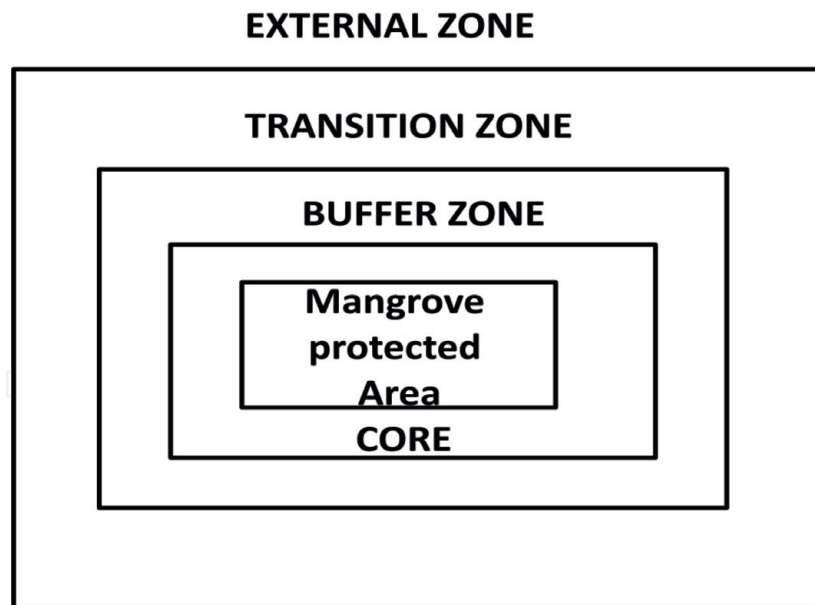 EXTERNAL ZONE
TRANSITION ZONE
BUFFER ZONE
Mangrove
protected
Area
CORE